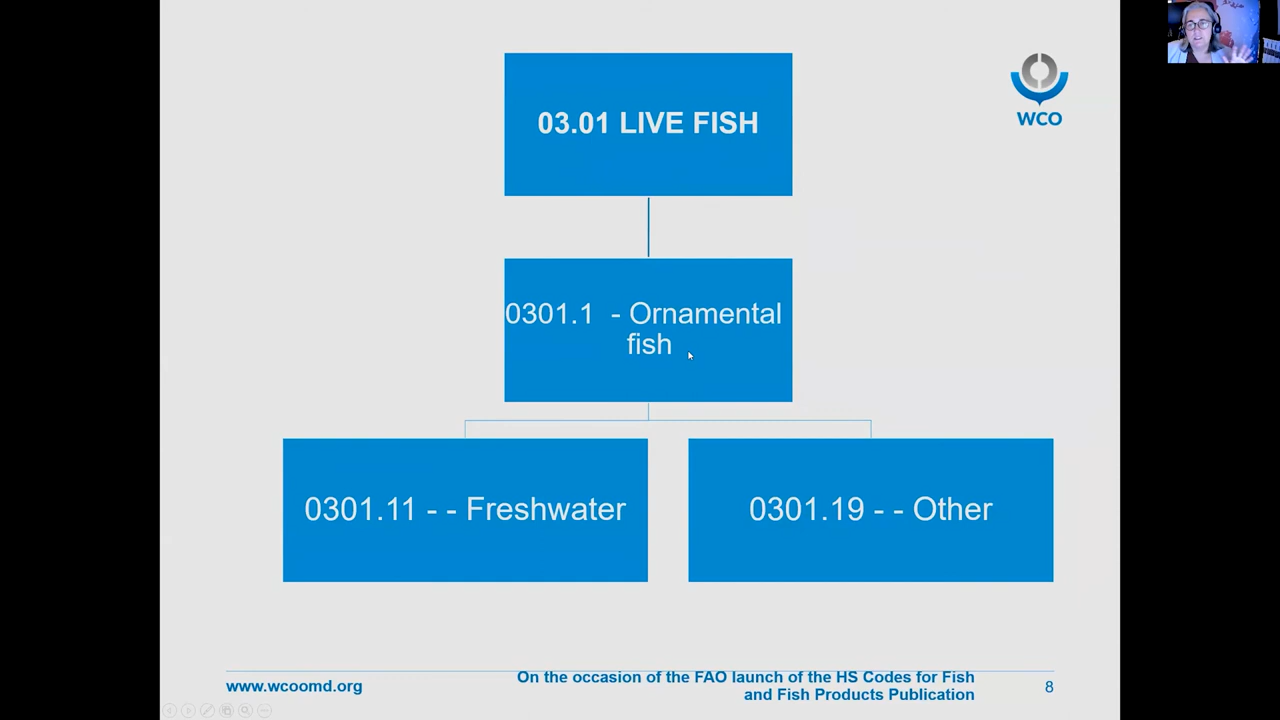 03.01 LIVE FISH
WCO
0301.1 - Ornamental
fish
0301.11 - - Freshwater
0301.19 - - Other
www.wcoomd.org
On the occasion of the FAO launch of the HS Codes for Fish
and Fish Products Publication
8